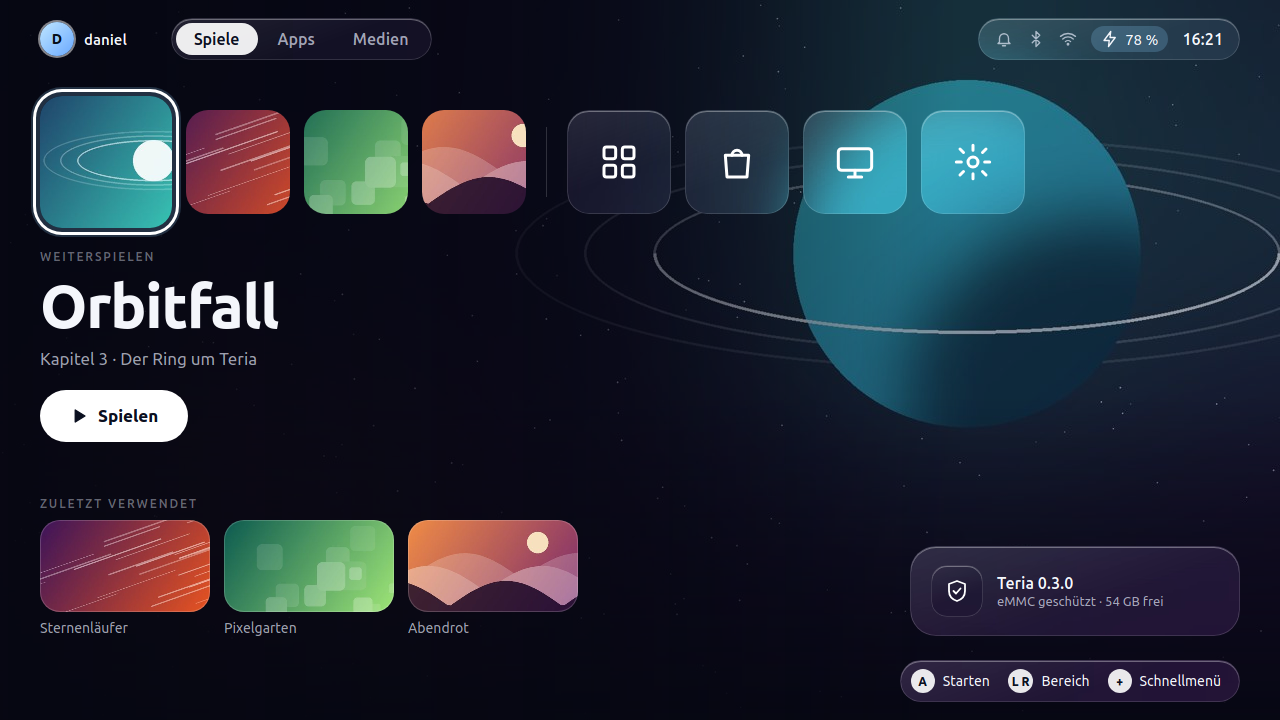 D daniel Spiele Apps Medien 78 % 16:21
WEITERSPIELEN
Orbitfall
Kapitel 3 · Der Ring um Teria
Spielen
ZULETZT VERWENDET
Sternenläufer Pixelgarten Abendrot
Teria 0.3.0
eMMC geschützt · 54 GB frei
A Starten L R Bereich + Schnellmenü